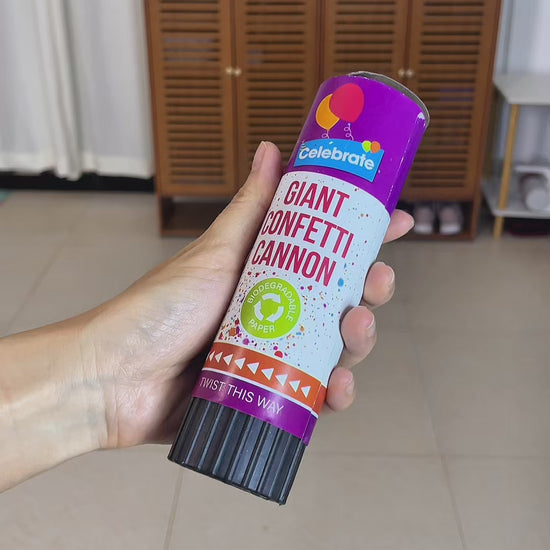 Celebrate
GIANT
CONFETTI
CANNON
BIODEGRADABLE
PAPER
TWIST THIS WAY